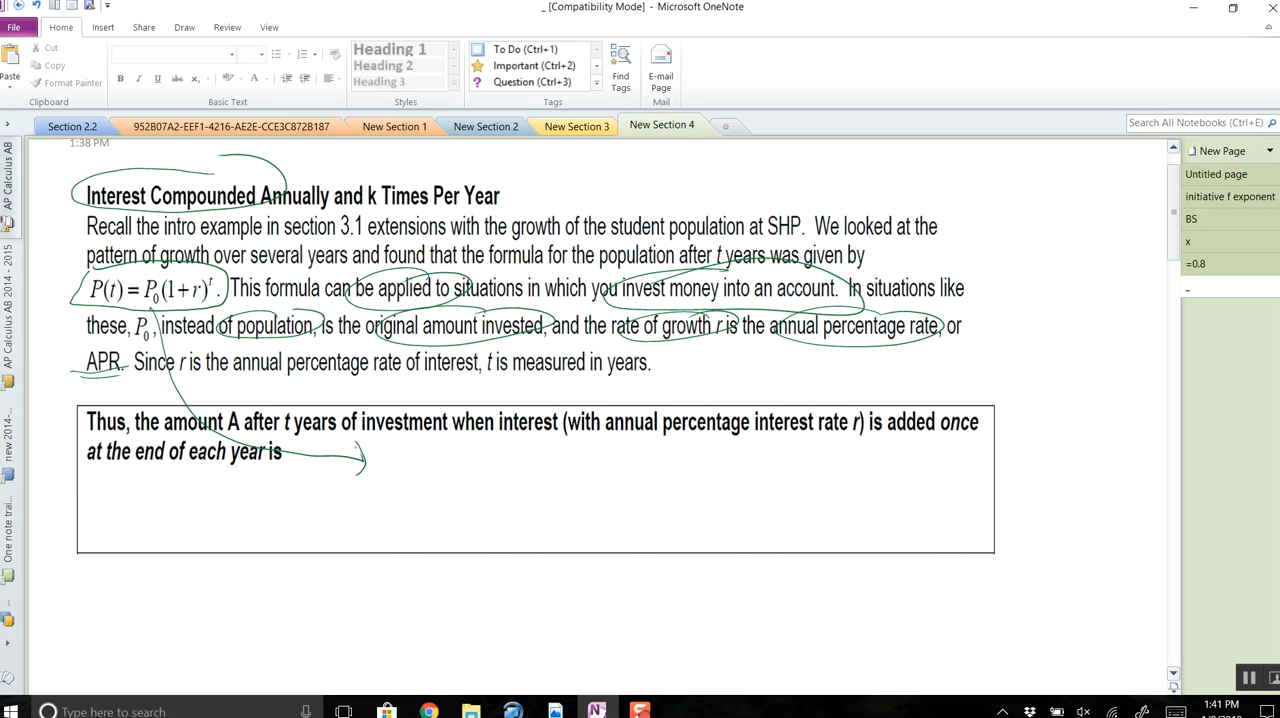 _ [Compatibility Mode] - Microsoft OneNote
File Home Insert Share Draw Review View
Cut
Copy
Format Painter
Paste
Clipboard
B I U abc X₂ A
Basic Text
Heading 1
Heading 2
Heading 3
Styles
To Do (Ctrl+1)
Important (Ctrl+2)
Question (Ctrl+3)
Tags
Find
Tags
E-mail
Page
Mail
Section 2.2 952B07A2-EEF1-4216-AE2E-CCE3C872B187 New Section 1 New Section 2 New Section 3 New Section 4
Search All Notebooks (Ctrl+E)
1:38 PM
Interest Compounded Annually and k Times Per Year
Recall the intro example in section 3.1 extensions with the growth of the student population at SHP. We looked at the
pattern of growth over several years and found that the formula for the population after t years was given by
P(t) = P₀(1+r)ᵗ. This formula can be applied to situations in which you invest money into an account. In situations like
these, P₀, instead of population, is the original amount invested, and the rate of growth r is the annual percentage rate, or
APR. Since r is the annual percentage rate of interest, t is measured in years.
Thus, the amount A after t years of investment when interest (with annual percentage interest rate r) is added once
at the end of each year is
New Page
Untitled page
initiative f exponent
BS
x
=0.8
_
AP Calculus AB
AP Calculus AB 2014 - 2015
new 2014-...
One note trai...
Type here to search
1:41 PM